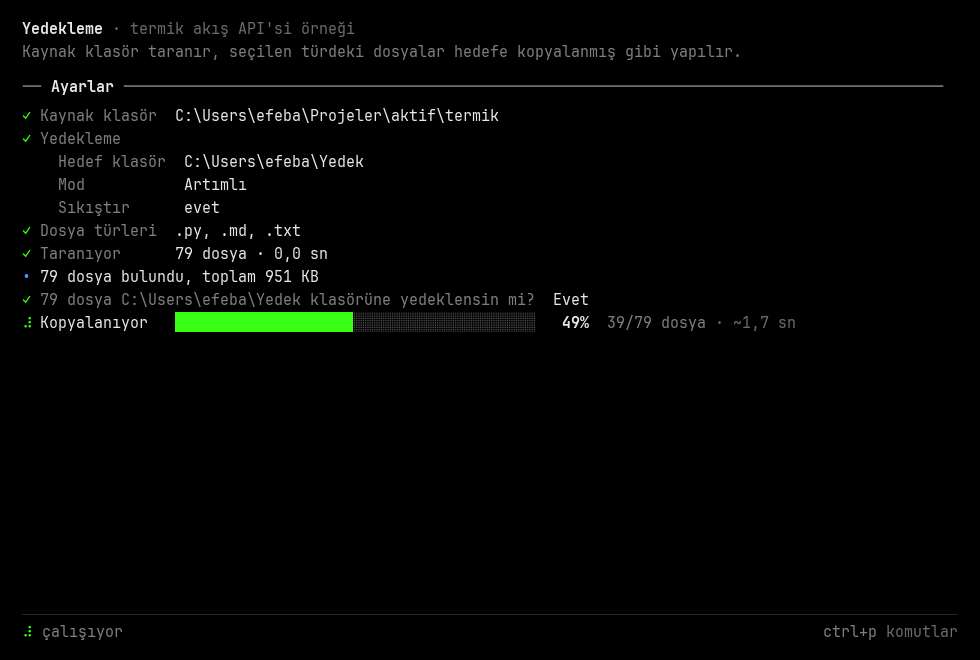 Yedekleme · termik akış API'si örneği
Kaynak klasör taranır, seçilen türdeki dosyalar hedefe kopyalanmış gibi yapılır.
Ayarlar
✓ Kaynak klasör C:\Users\efeba\Projeler\aktif\termik
✓ Yedekleme
Hedef klasör C:\Users\efeba\Yedek
Mod Artımlı
Sıkıştır evet
✓ Dosya türleri .py, .md, .txt
✓ Taranıyor 79 dosya · 0,0 sn
• 79 dosya bulundu, toplam 951 KB
✓ 79 dosya C:\Users\efeba\Yedek klasörüne yedeklensin mi? Evet
Kopyalanıyor 49% 39/79 dosya · ~1,7 sn
çalışıyor ctrl+p komutlar